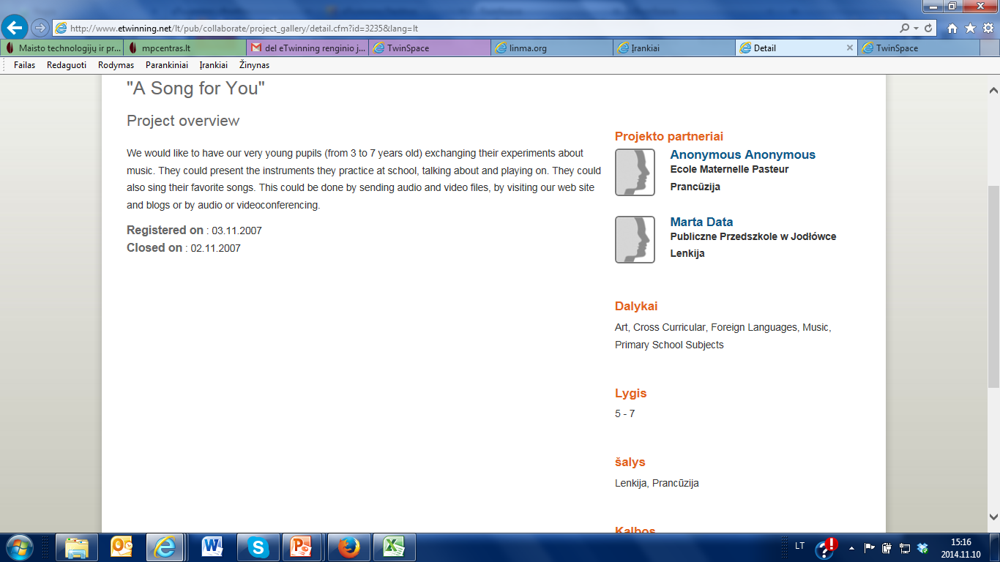 http://www.etwinning.net/lt/pub/collaborate/project_gallery/detail.cfm?id=3235&lang=lt
Maisto technologijų ir pr...
mpcentras.lt
del eTwinning renginio j...
TwinSpace
linma.org
Įrankiai
Detail
TwinSpace
Failas Redaguoti Rodymas Parankiniai Įrankiai Žinynas
"A Song for You"
Project overview
We would like to have our very young pupils (from 3 to 7 years old) exchanging their experiments about
music. They could present the instruments they practice at school, talking about and playing on. They could
also sing their favorite songs. This could be done by sending audio and video files, by visiting our web site
and blogs or by audio or videoconferencing.
Registered on : 03.11.2007
Closed on : 02.11.2007
Projekto partneriai
Anonymous Anonymous
Ecole Maternelle Pasteur
Prancūzija
Marta Data
Publiczne Przedszkole w Jodłówce
Lenkija
Dalykai
Art, Cross Curricular, Foreign Languages, Music,
Primary School Subjects
Lygis
5 - 7
šalys
Lenkija, Prancūzija
Kalbos
LT
15:16
2014.11.10